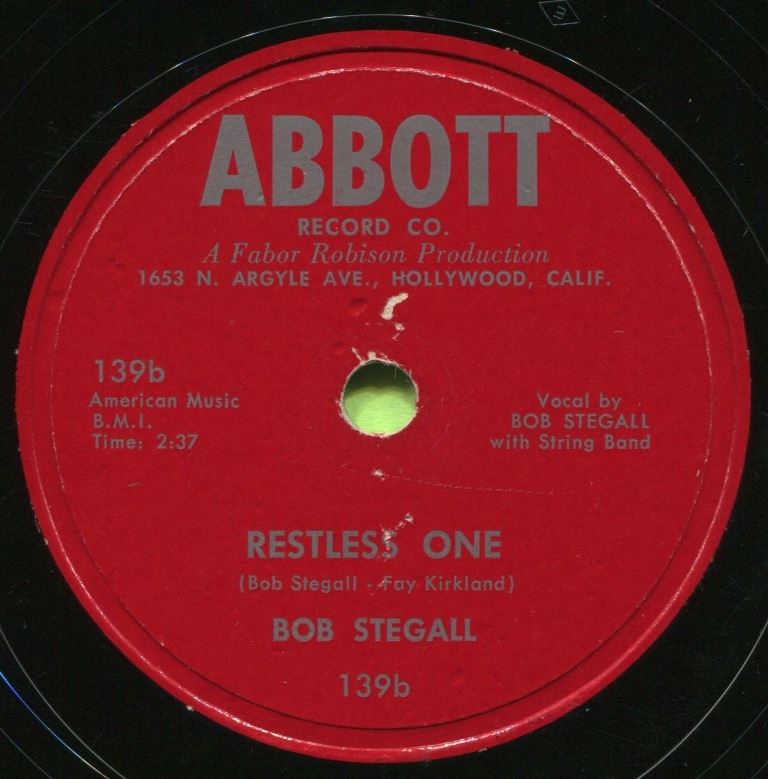 ABBOTT
RECORD CO.
A Fabor Robison Production
1653 N. ARGYLE AVE., HOLLYWOOD, CALIF.
139b
American Music
B.M.I.
Time: 2:37
Vocal by
BOB STEGALL
with String Band
RESTLESS ONE
(Bob Stegall - Fay Kirkland)
BOB STEGALL
139b